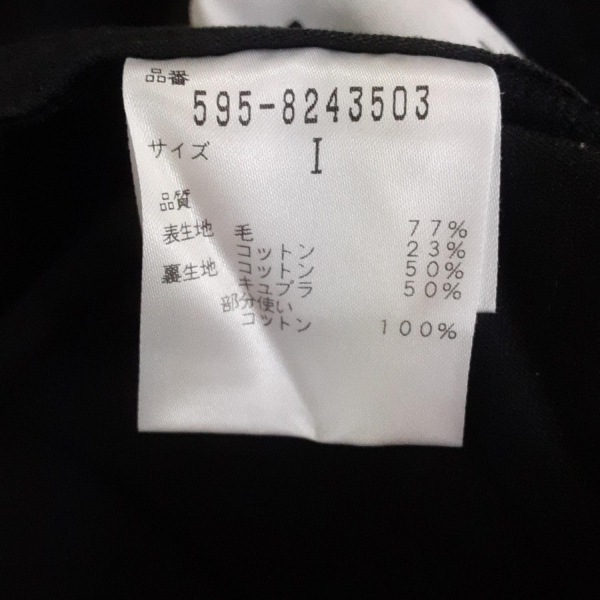 品番
595-8243503
サイズ I
品質
表生地 毛 77%
コットン 23%
裏生地 コットン 50%
キュプラ 50%
部分使い
コットン 100%